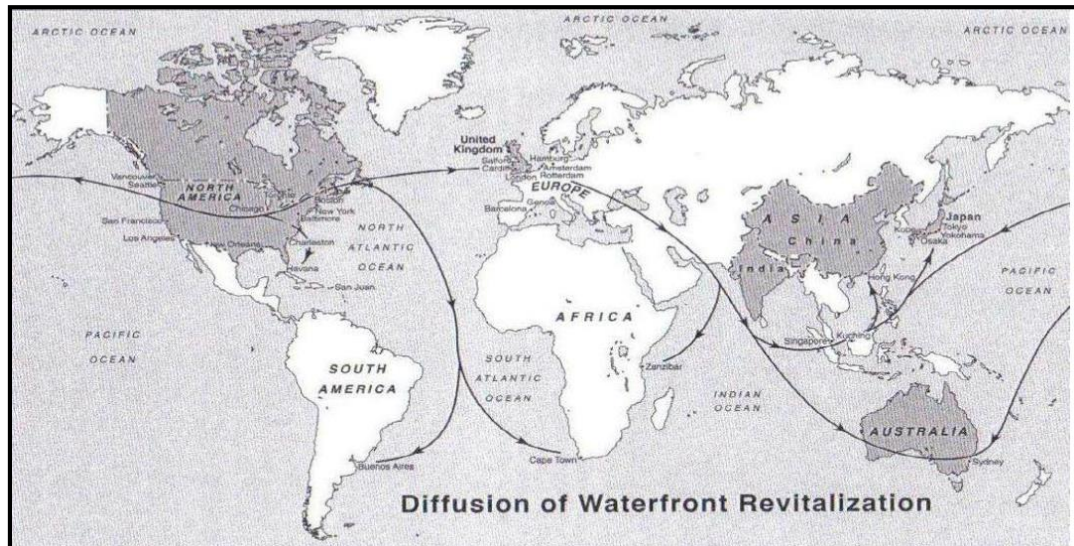 ARCTIC OCEAN
ARCTIC
OCEAN
ARCTIC OCEAN
United
Kingdom
Salford
Cardiff
London
Hamburg
Amsterdam
Rotterdam
EUROPE
Genoa
Barcelona
Vancouver
Seattle
NORTH
AMERICA
Chicago
Boston
New York
Baltimore
San Francisco
Los Angeles
New Orleans
Charleston
Havana
San Juan
NORTH
ATLANTIC
OCEAN
ASIA
China
India
Japan
Kobe
Tokyo
Yokohama
Osaka
Hong Kong
PACIFIC
OCEAN
PACIFIC
OCEAN
AFRICA
Singapore
Kuching
Zanzibar
SOUTH
AMERICA
SOUTH
ATLANTIC
OCEAN
INDIAN
OCEAN
AUSTRALIA
Sydney
Buenos Aires
Cape Town
Diffusion of Waterfront Revitalization